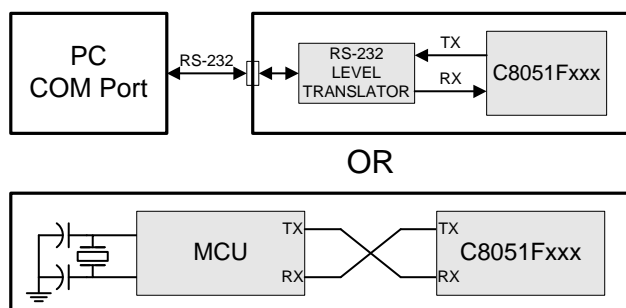 PC
COM Port
RS-232
RS-232
LEVEL
TRANSLATOR
TX
RX
C8051Fxxx
OR
MCU
TX
RX
TX
RX
C8051Fxxx